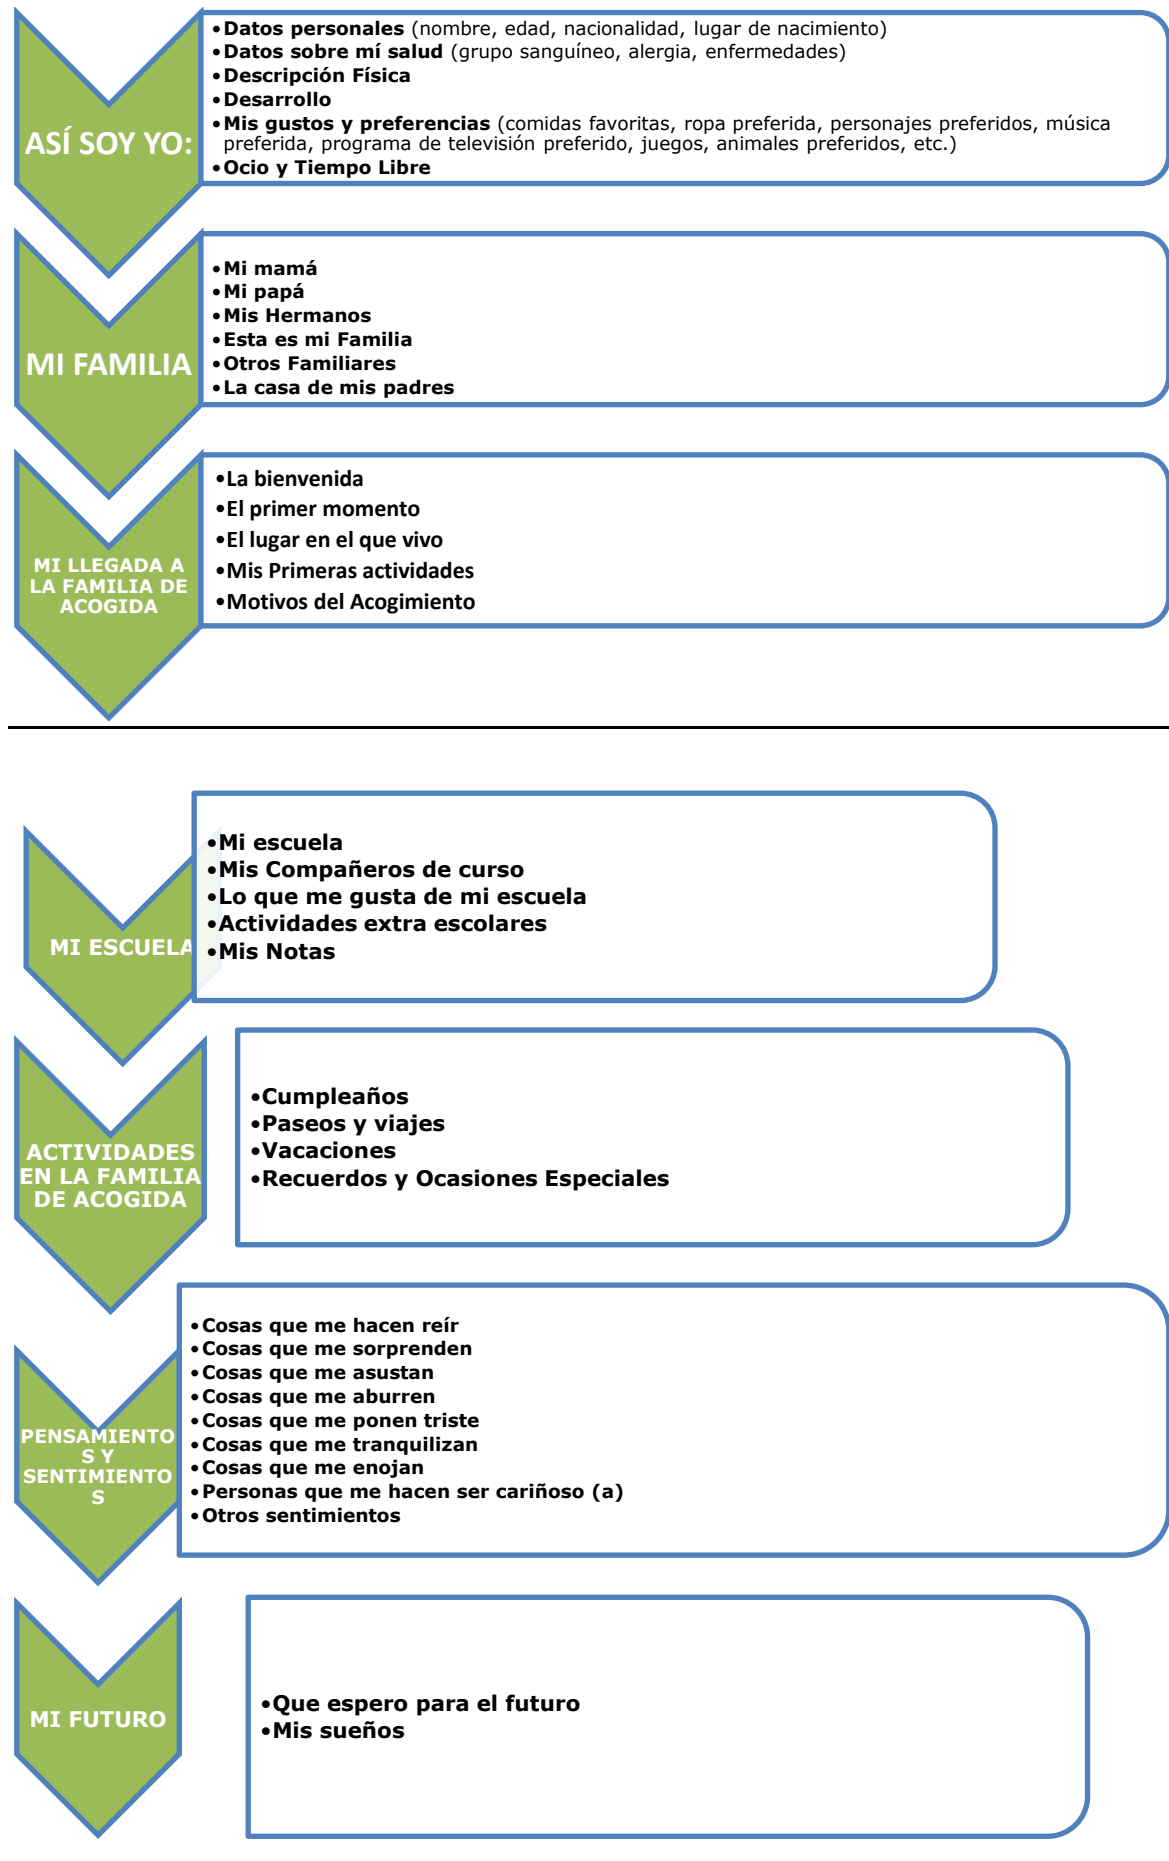 ASÍ SOY YO:
•Datos personales (nombre, edad, nacionalidad, lugar de nacimiento)
•Datos sobre mí salud (grupo sanguíneo, alergia, enfermedades)
•Descripción Física
•Desarrollo
•Mis gustos y preferencias (comidas favoritas, ropa preferida, personajes preferidos, música
preferida, programa de televisión preferido, juegos, animales preferidos, etc.)
•Ocio y Tiempo Libre
MI FAMILIA
•Mi mamá
•Mi papá
•Mis Hermanos
•Esta es mi Familia
•Otros Familiares
•La casa de mis padres
MI LLEGADA A
LA FAMILIA DE
ACOGIDA
•La bienvenida
•El primer momento
•El lugar en el que vivo
•Mis Primeras actividades
•Motivos del Acogimiento
MI ESCUELA
•Mi escuela
•Mis Compañeros de curso
•Lo que me gusta de mi escuela
•Actividades extra escolares
•Mis Notas
ACTIVIDADES
EN LA FAMILIA
DE ACOGIDA
•Cumpleaños
•Paseos y viajes
•Vacaciones
•Recuerdos y Ocasiones Especiales
PENSAMIENTO
S Y
SENTIMIENTO
S
•Cosas que me hacen reír
•Cosas que me sorprenden
•Cosas que me asustan
•Cosas que me aburren
•Cosas que me ponen triste
•Cosas que me tranquilizan
•Cosas que me enojan
•Personas que me hacen ser cariñoso (a)
•Otros sentimientos
MI FUTURO
•Que espero para el futuro
•Mis sueños